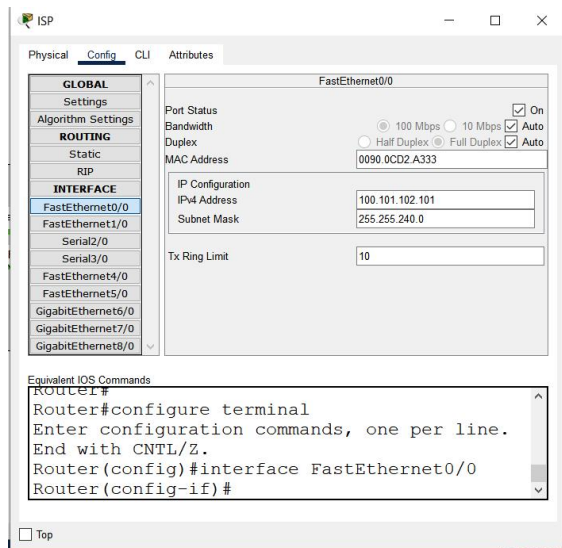 ISP
Physical Config CLI Attributes
GLOBAL
Settings
Algorithm Settings
ROUTING
Static
RIP
INTERFACE
FastEthernet0/0
FastEthernet1/0
Serial2/0
Serial3/0
FastEthernet4/0
FastEthernet5/0
GigabitEthernet6/0
GigabitEthernet7/0
GigabitEthernet8/0
FastEthernet0/0
Port Status On
Bandwidth 100 Mbps 10 Mbps Auto
Duplex Half Duplex Full Duplex Auto
MAC Address 0090.0CD2.A333
IP Configuration
IPv4 Address 100.101.102.101
Subnet Mask 255.255.240.0
Tx Ring Limit 10
Equivalent IOS Commands
Router#
Router#configure terminal
Enter configuration commands, one per line.
End with CNTL/Z.
Router(config)#interface FastEthernet0/0
Router(config-if)#
Top